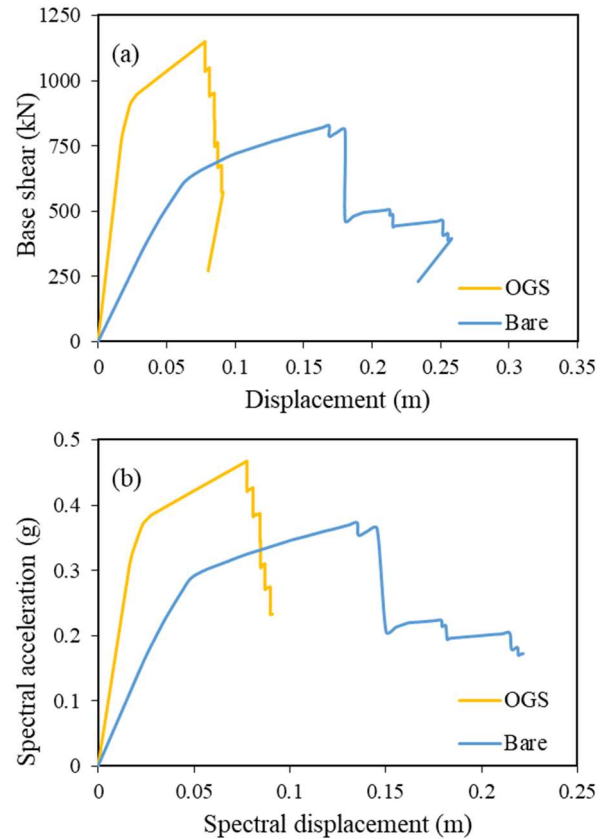 1250
(a)
1000
750
500
250
0
Base shear (kN)
OGS
Bare
0 0.05 0.1 0.15 0.2 0.25 0.3 0.35
Displacement (m)
0.5
(b)
0.4
0.3
0.2
0.1
0
Spectral acceleration (g)
OGS
Bare
0 0.05 0.1 0.15 0.2 0.25
Spectral displacement (m)